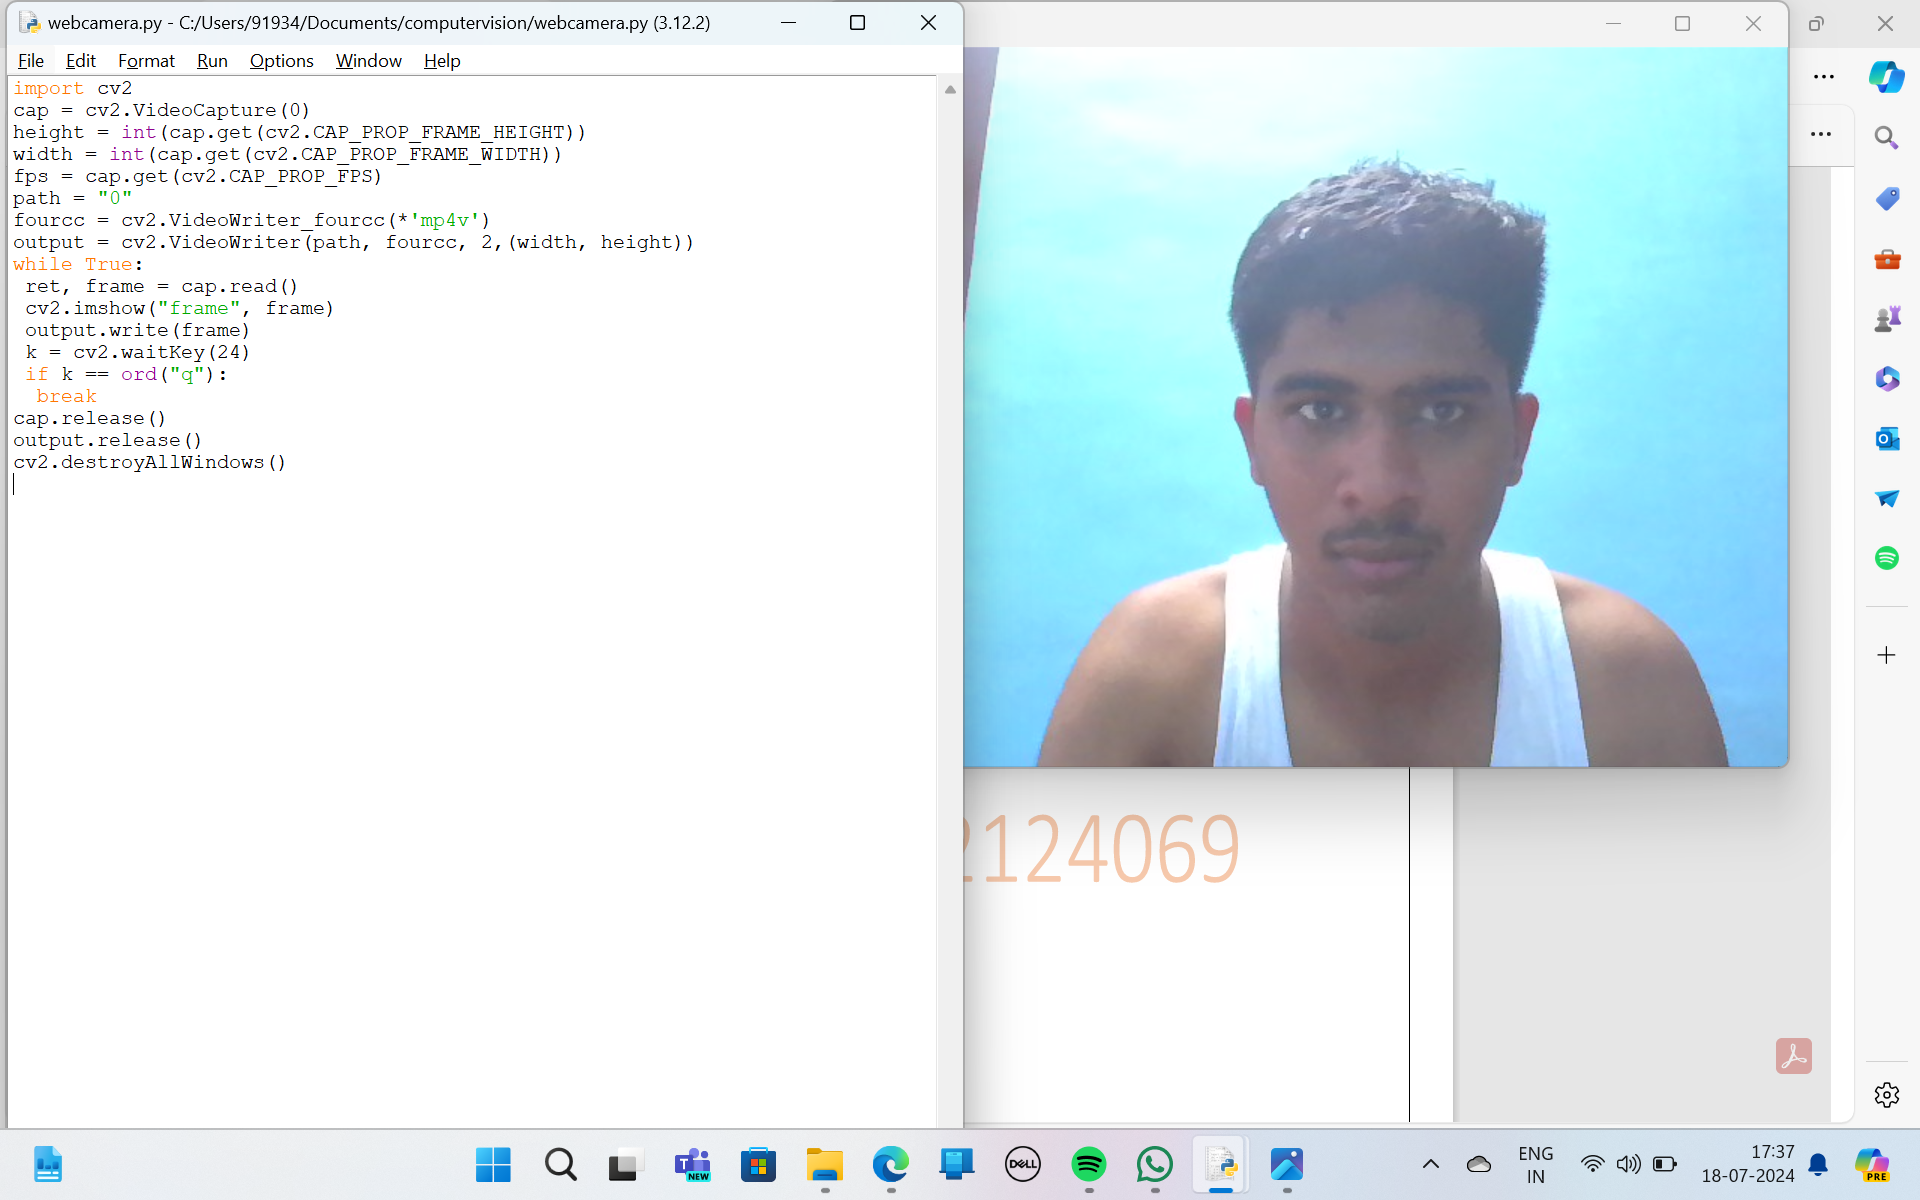 webcamera.py - C:/Users/91934/Documents/computervision/webcamera.py (3.12.2)
File Edit Format Run Options Window Help
import cv2
cap = cv2.VideoCapture(0)
height = int(cap.get(cv2.CAP_PROP_FRAME_HEIGHT))
width = int(cap.get(cv2.CAP_PROP_FRAME_WIDTH))
fps = cap.get(cv2.CAP_PROP_FPS)
path = "0"
fourcc = cv2.VideoWriter_fourcc(*'mp4v')
output = cv2.VideoWriter(path, fourcc, 2,(width, height))
while True:
 ret, frame = cap.read()
 cv2.imshow("frame", frame)
 output.write(frame)
 k = cv2.waitKey(24)
 if k == ord("q"):
  break
cap.release()
output.release()
cv2.destroyAllWindows()
2124069
NEW
DELL
ENG
IN
17:37
18-07-2024
PRE